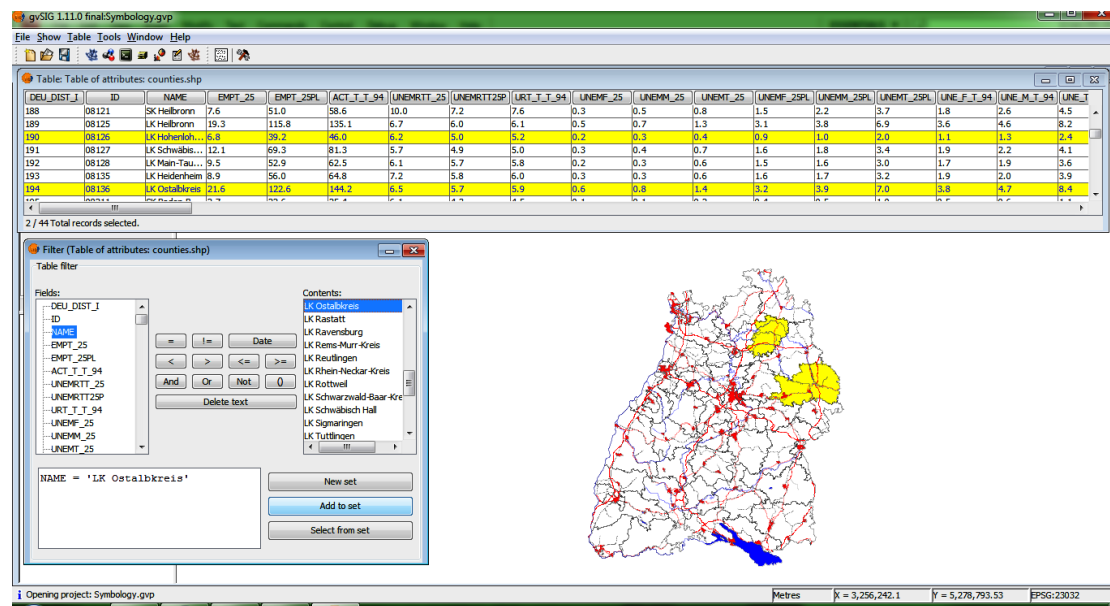 gvSIG 1.11.0 final:Symbology.gvp
File Show Table Tools Window Help
Table: Table of attributes: counties.shp
DEU_DIST_I ID NAME EMPT_25 EMPT_25PL ACT_T_T_94 UNEMRTT_25 UNEMRTT25P URT_T_T_94 UNEMF_25 UNEMM_25 UNEMT_25 UNEMF_25PL UNEMM_25PL UNEMT_25PL UNE_F_T_94 UNE_M_T_94 UNE_T
188 08121 SK Heilbronn 7.6 51.0 58.6 10.0 7.2 7.6 0.3 0.5 0.8 1.5 2.2 3.7 1.8 2.6 4.5
189 08125 LK Heilbronn 19.3 115.8 135.1 6.7 6.0 6.1 0.5 0.7 1.3 3.1 3.8 6.9 3.6 4.6 8.2
190 08126 LK Hohenloh... 6.8 39.2 46.0 6.2 5.0 5.2 0.2 0.3 0.4 0.9 1.0 2.0 1.1 1.3 2.4
191 08127 LK Schwäbis... 12.1 69.3 81.3 5.7 4.9 5.0 0.3 0.4 0.7 1.6 1.8 3.4 1.9 2.2 4.1
192 08128 LK Main-Tau... 9.5 52.9 62.5 6.1 5.7 5.8 0.2 0.3 0.6 1.5 1.6 3.0 1.7 1.9 3.6
193 08135 LK Heidenheim 8.9 56.0 64.8 7.2 5.8 6.0 0.3 0.3 0.6 1.6 1.7 3.2 1.9 2.0 3.9
194 08136 LK Ostalbkreis 21.6 122.6 144.2 6.5 5.7 5.9 0.6 0.8 1.4 3.2 3.9 7.0 3.8 4.7 8.4
2 / 44 Total records selected.
Filter (Table of attributes: counties.shp)
Table filter
Fields:
DEU_DIST_I
ID
NAME
EMPT_25
EMPT_25PL
ACT_T_T_94
UNEMRTT_25
UNEMRTT25P
URT_T_T_94
UNEMF_25
UNEMM_25
UNEMT_25
= != Date
< > <= >=
And Or Not ()
Delete text
Contents:
LK Ostalbkreis
LK Rastatt
LK Ravensburg
LK Rems-Murr-Kreis
LK Reutlingen
LK Rhein-Neckar-Kreis
LK Rottweil
LK Schwarzwald-Baar-Kre
LK Schwäbisch Hall
LK Sigmaringen
LK Tuttlingen
NAME = 'LK Ostalbkreis'
New set
Add to set
Select from set
Opening project: Symbology.gvp
Metres X = 3,256,242.1 Y = 5,278,793.53 EPSG:23032